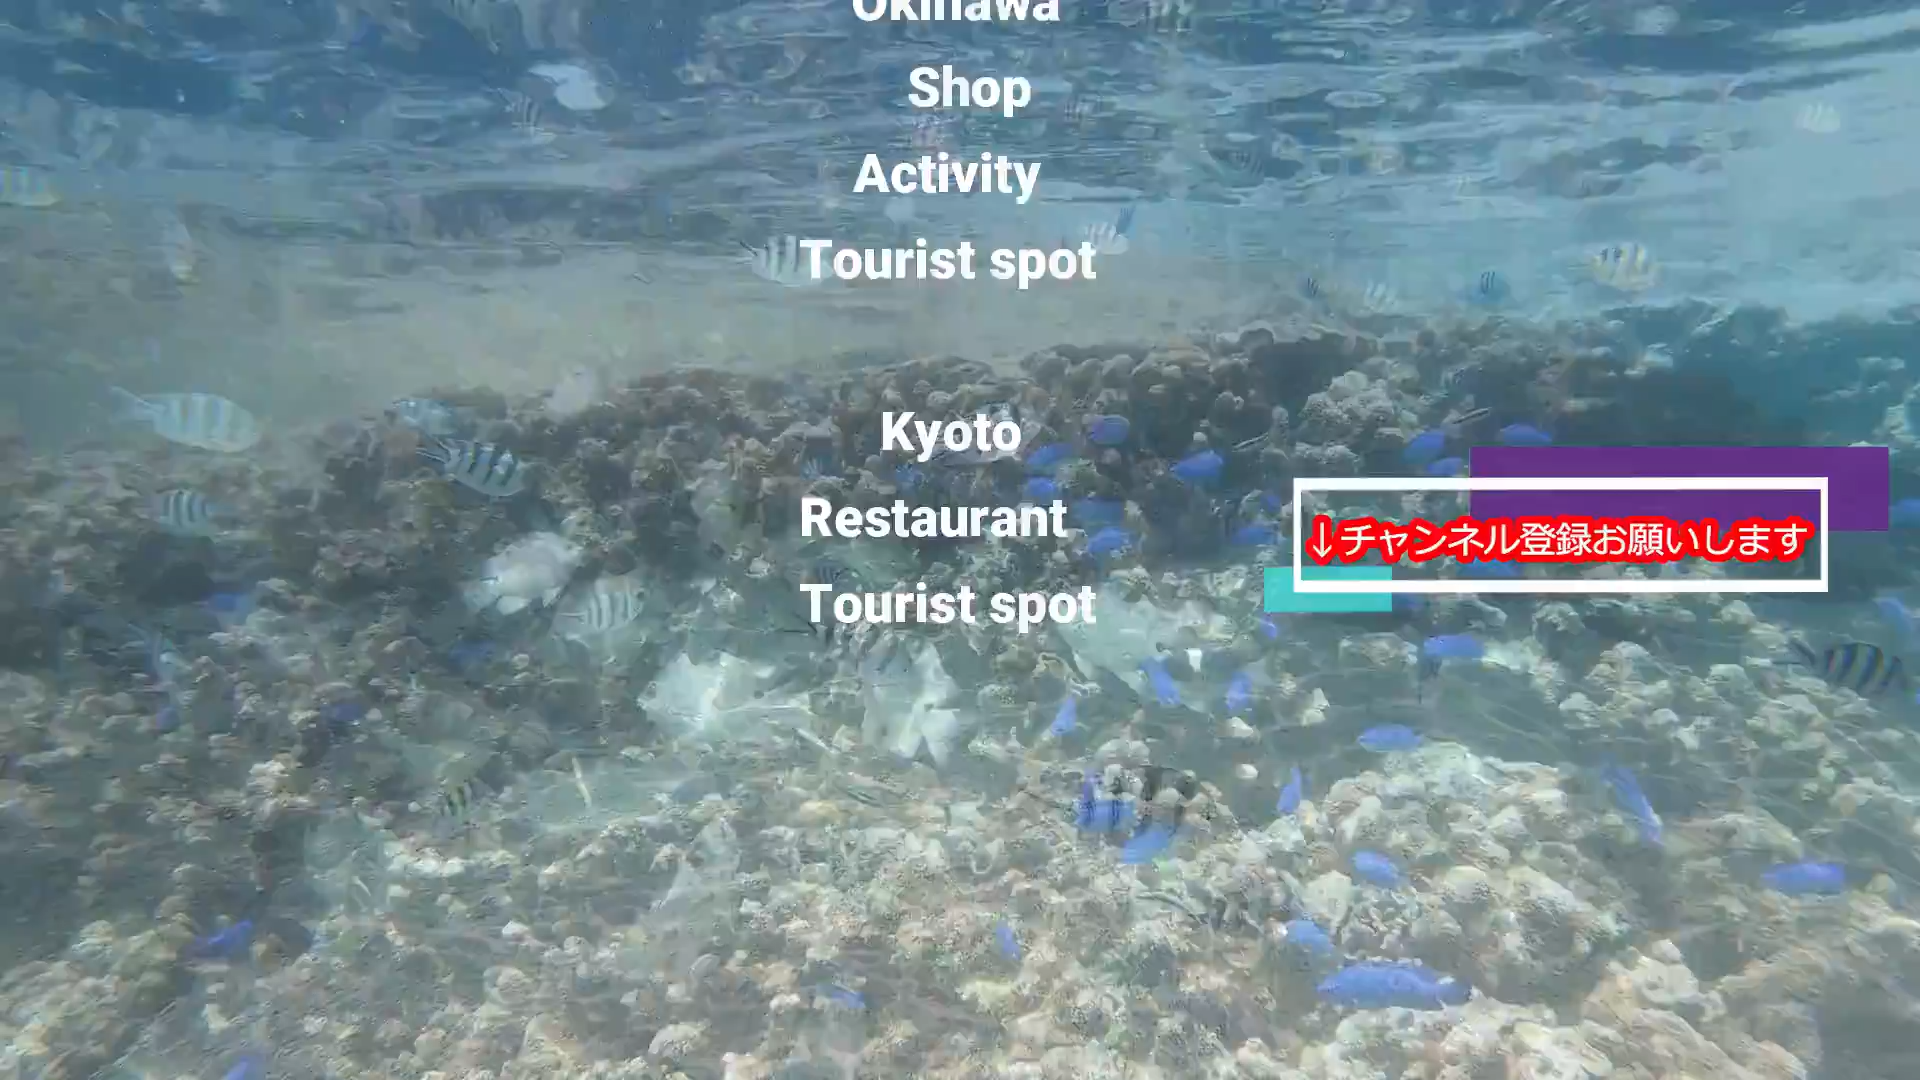 Okinawa
Shop
Activity
Tourist spot
Kyoto
Restaurant
Tourist spot
↓チャンネル登録お願いします